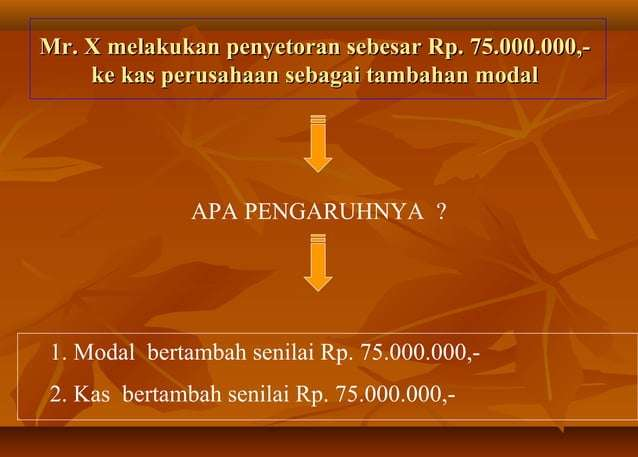 Mr. X melakukan penyetoran sebesar Rp. 75.000.000,-
ke kas perusahaan sebagai tambahan modal
APA PENGARUHNYA ?
1. Modal bertambah senilai Rp. 75.000.000,-
2. Kas bertambah senilai Rp. 75.000.000,-